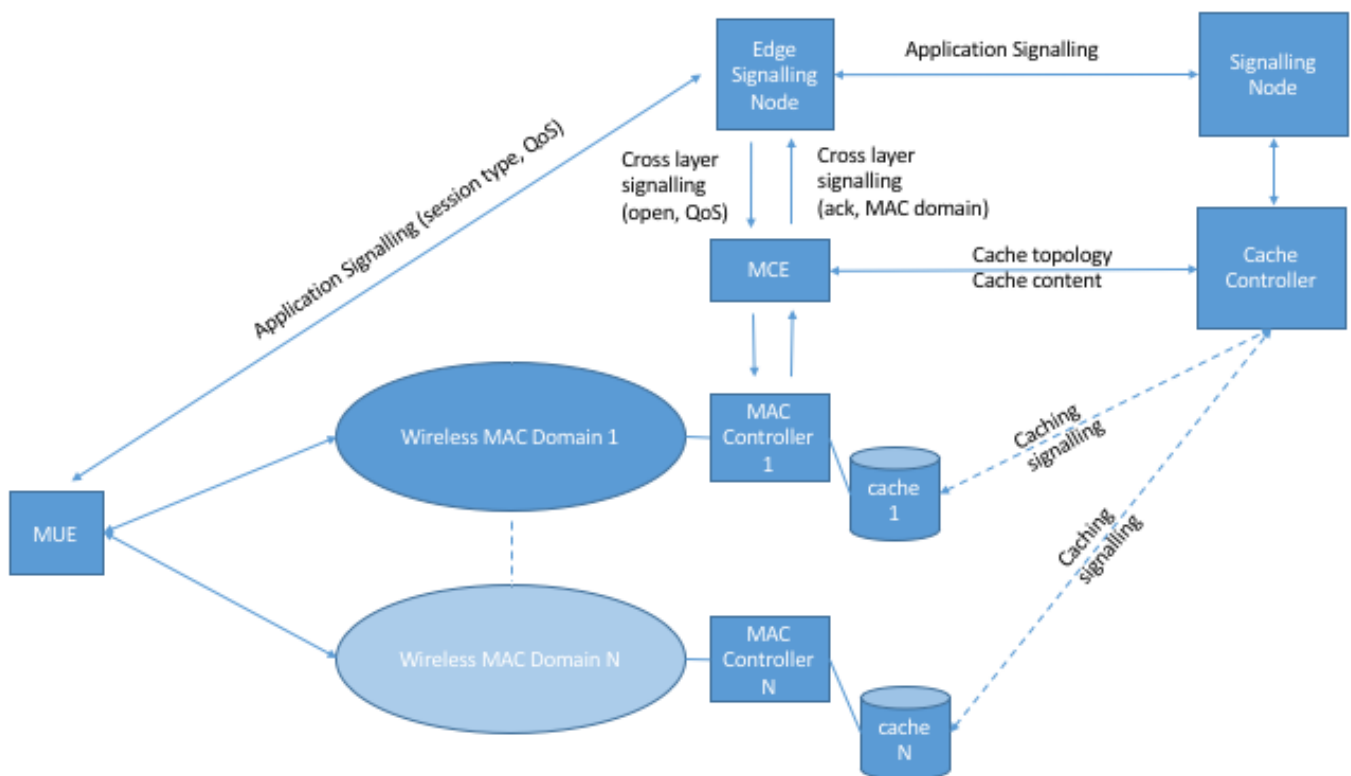 Edge
Signalling
Node
Application Signalling
Signalling
Node
Application Signalling (session type, QoS)
Cross layer
signalling
(open, QoS)
Cross layer
signalling
(ack, MAC domain)
MCE
Cache topology
Cache content
Cache
Controller
Wireless MAC Domain 1
MAC
Controller
1
cache
1
Caching
signalling
MUE
Caching
signalling
Wireless MAC Domain N
MAC
Controller
N
cache
N